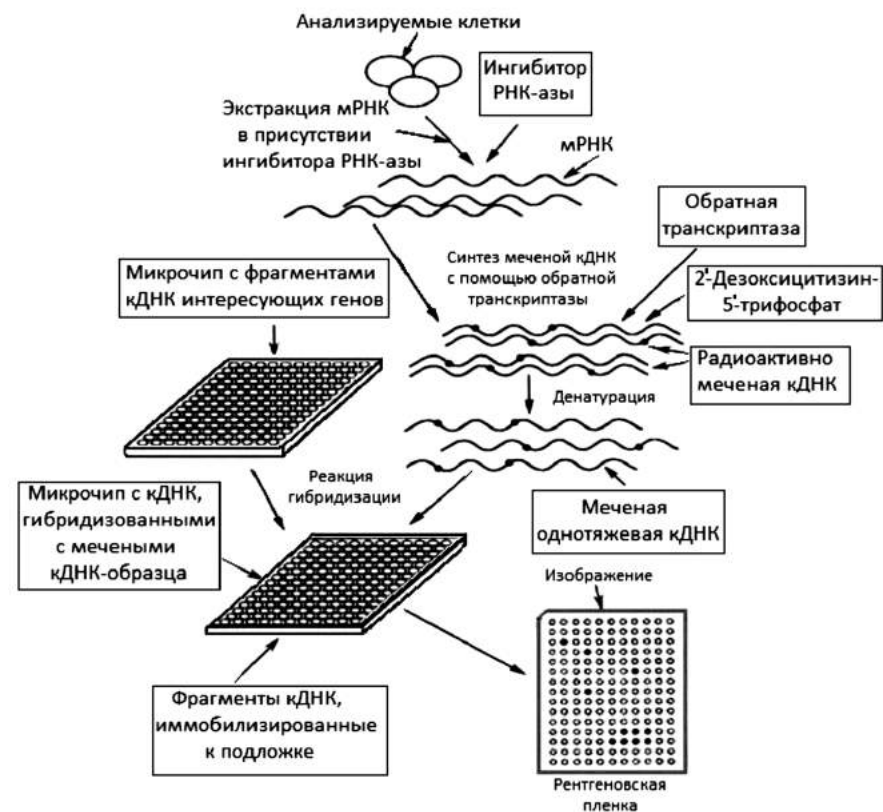 Анализируемые клетки
Ингибитор
РНК-азы
Экстракция мРНК
в присутствии
ингибитора РНК-азы
мРНК
Обратная
транскриптаза
Синтез меченой кДНК
с помощью обратной
транскриптазы
2'-Дезоксицитизин-
5'-трифосфат
Микрочип с фрагментами
кДНК интересующих генов
Радиоактивно
меченая кДНК
Денатурация
Реакция
гибридизации
Микрочип с кДНК,
гибридизованными
с мечеными
кДНК-образца
Меченая
однотяжевая кДНК
Изображение
Фрагменты кДНК,
иммобилизированные
к подложке
Рентгеновская
пленка